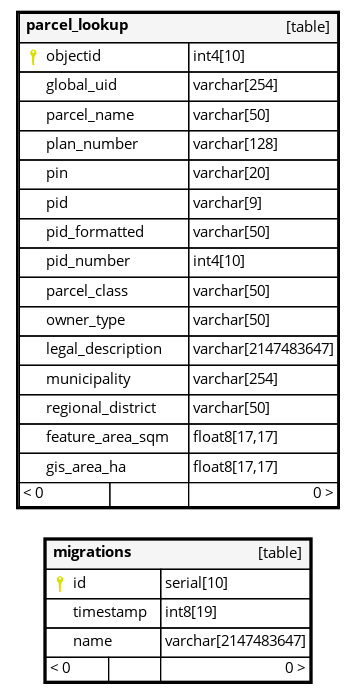 parcel_lookup [table]
objectid int4[10]
global_uid varchar[254]
parcel_name varchar[50]
plan_number varchar[128]
pin varchar[20]
pid varchar[9]
pid_formatted varchar[50]
pid_number int4[10]
parcel_class varchar[50]
owner_type varchar[50]
legal_description varchar[2147483647]
municipality varchar[254]
regional_district varchar[50]
feature_area_sqm float8[17,17]
gis_area_ha float8[17,17]
< 0 0 >
migrations [table]
id serial[10]
timestamp int8[19]
name varchar[2147483647]
< 0 0 >